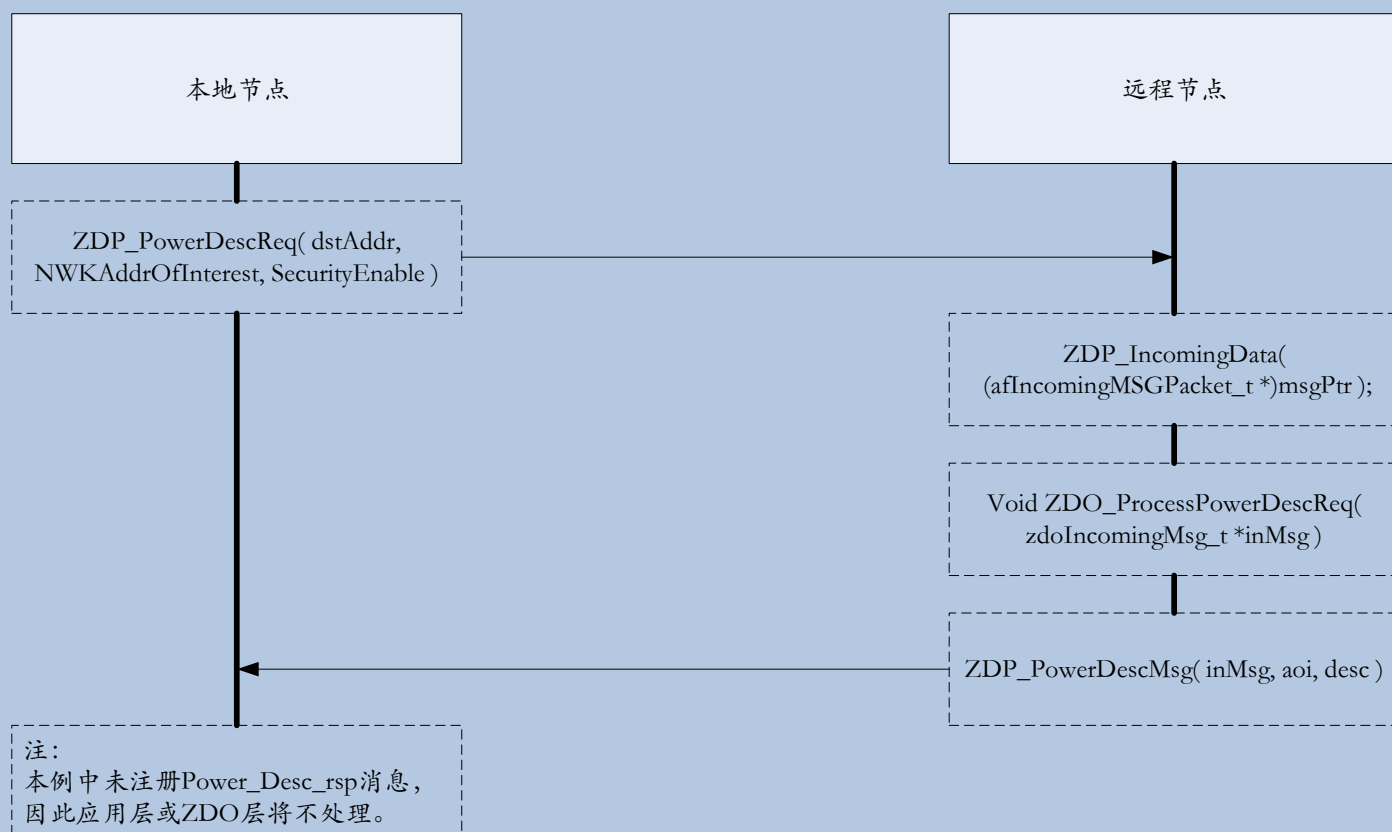 本地节点
远程节点
ZDP_PowerDescReq( dstAddr,
NWKAddrOfInterest, SecurityEnable )
ZDP_IncomingData(
(afIncomingMSGPacket_t *)msgPtr );
Void ZDO_ProcessPowerDescReq(
zdoIncomingMsg_t *inMsg )
ZDP_PowerDescMsg( inMsg, aoi, desc )
注：
本例中未注册Power_Desc_rsp消息，
因此应用层或ZDO层将不处理。